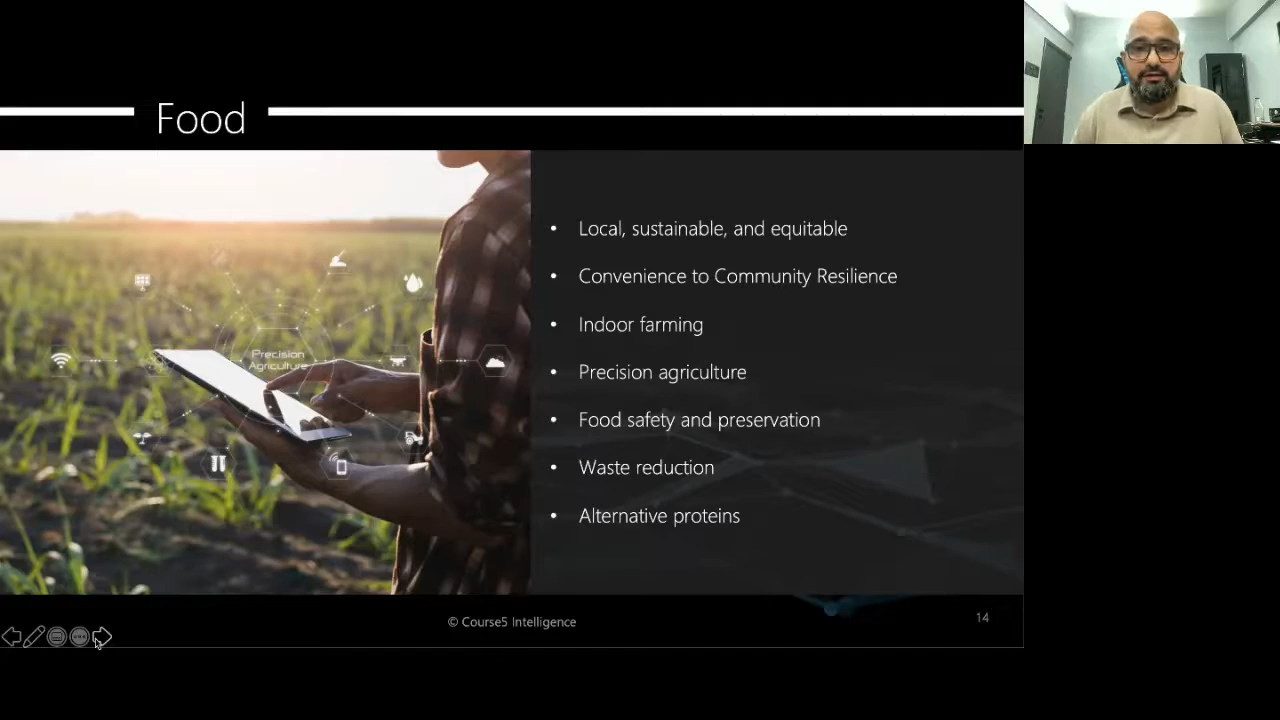 Food
Precision
Agriculture
• Local, sustainable, and equitable
• Convenience to Community Resilience
• Indoor farming
• Precision agriculture
• Food safety and preservation
• Waste reduction
• Alternative proteins
© Course5 Intelligence
14